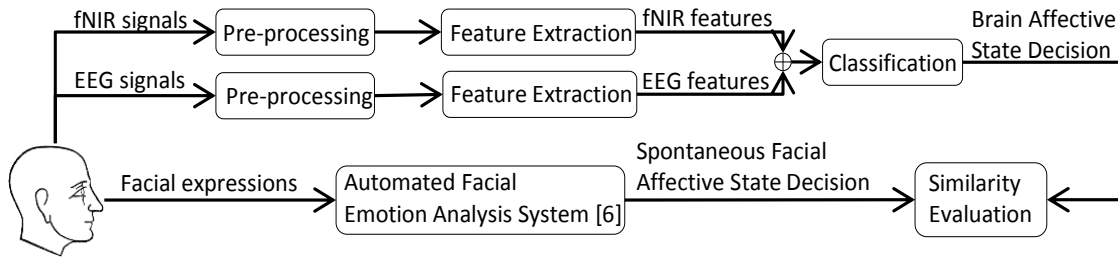 fNIR signals
Pre-processing
Feature Extraction
fNIR features
Classification
Brain Affective
State Decision
EEG signals
Pre-processing
Feature Extraction
EEG features
Facial expressions
Automated Facial
Emotion Analysis System [6]
Spontaneous Facial
Affective State Decision
Similarity
Evaluation